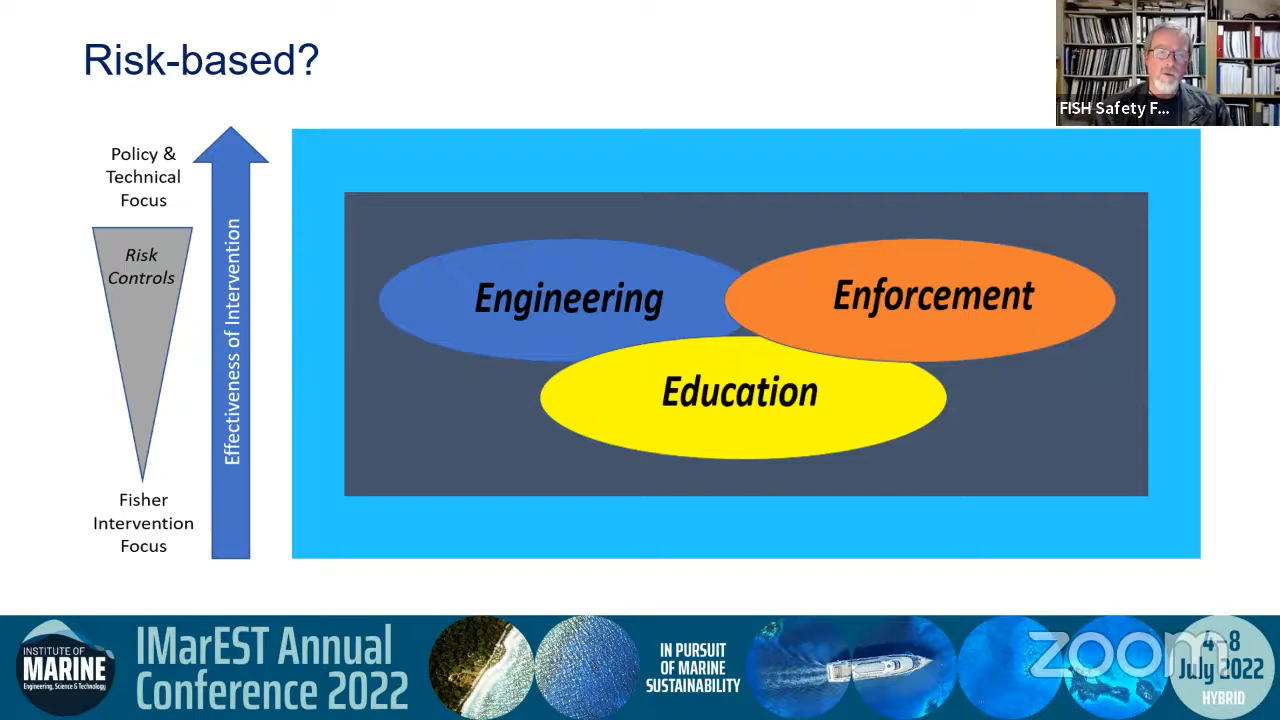 Risk-based?
FISH Safety F...
Policy &
Technical
Focus
Risk
Controls
Fisher
Intervention
Focus
Effectiveness of Intervention
Engineering
Enforcement
Education
INSTITUTE OF
MARINE
Engineering, Science & Technology
IMarEST Annual
Conference 2022
IN PURSUIT
OF MARINE
SUSTAINABILITY
zoom
4–8
July 2022
HYBRID